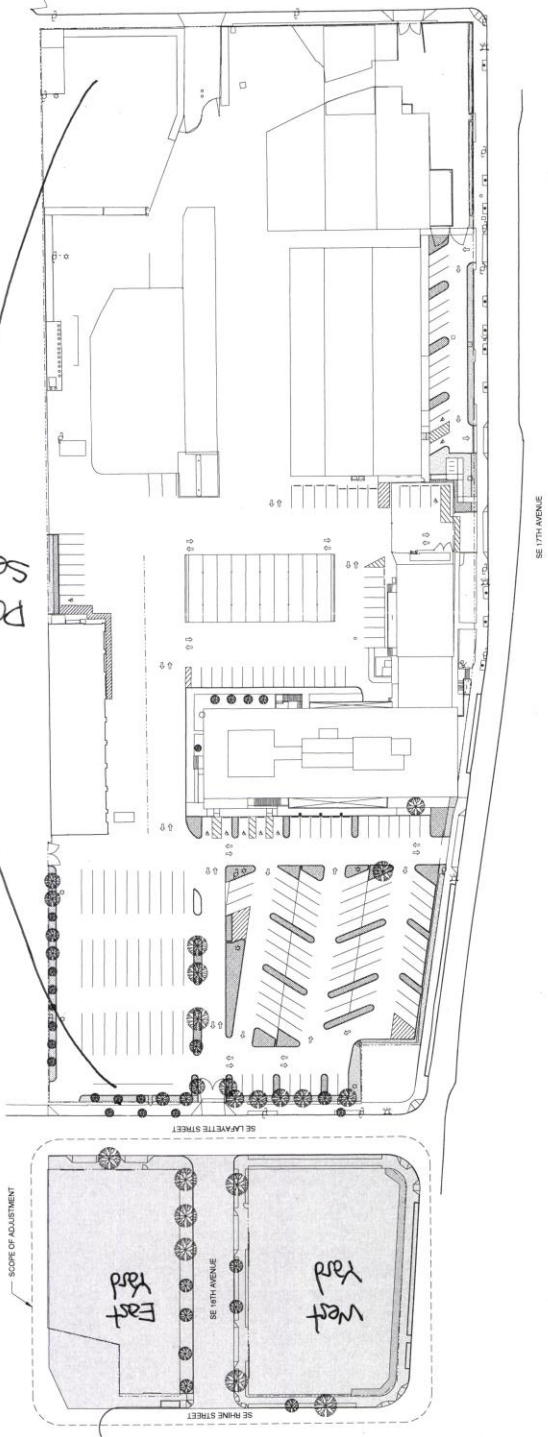 SE 17TH AVENUE
SE LAFAYETTE STREET
SCOPE OF ADJUSTMENT
East
Yard
SE 18TH AVENUE
West
Yard
SE RHINE STREET